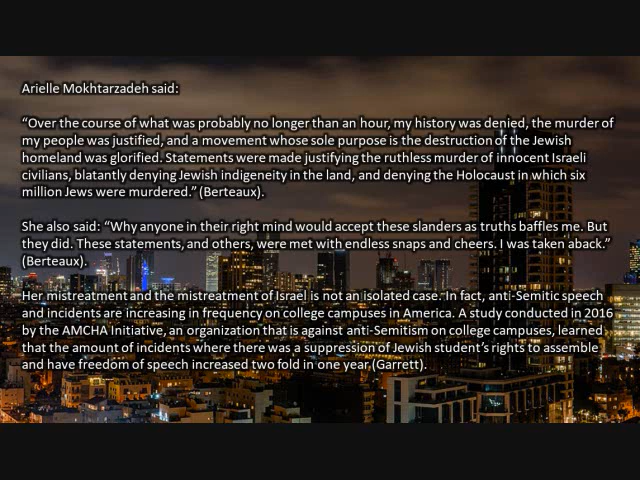 Arielle Mokhtarzadeh said:
“Over the course of what was probably no longer than an hour, my history was denied, the murder of
my people was justified, and a movement whose sole purpose is the destruction of the Jewish
homeland was glorified. Statements were made justifying the ruthless murder of innocent Israeli
civilians, blatantly denying Jewish indigeneity in the land, and denying the Holocaust in which six
million Jews were murdered.” (Berteaux).
She also said: “Why anyone in their right mind would accept these slanders as truths baffles me. But
they did. These statements, and others, were met with endless snaps and cheers. I was taken aback.”
(Berteaux).
Her mistreatment and the mistreatment of Israel is not an isolated case. In fact, anti-Semitic speech
and incidents are increasing in frequency on college campuses in America. A study conducted in 2016
by the AMCHA Initiative, an organization that is against anti-Semitism on college campuses, learned
that the amount of incidents where there was a suppression of Jewish student’s rights to assemble
and have freedom of speech increased two fold in one year (Garrett).